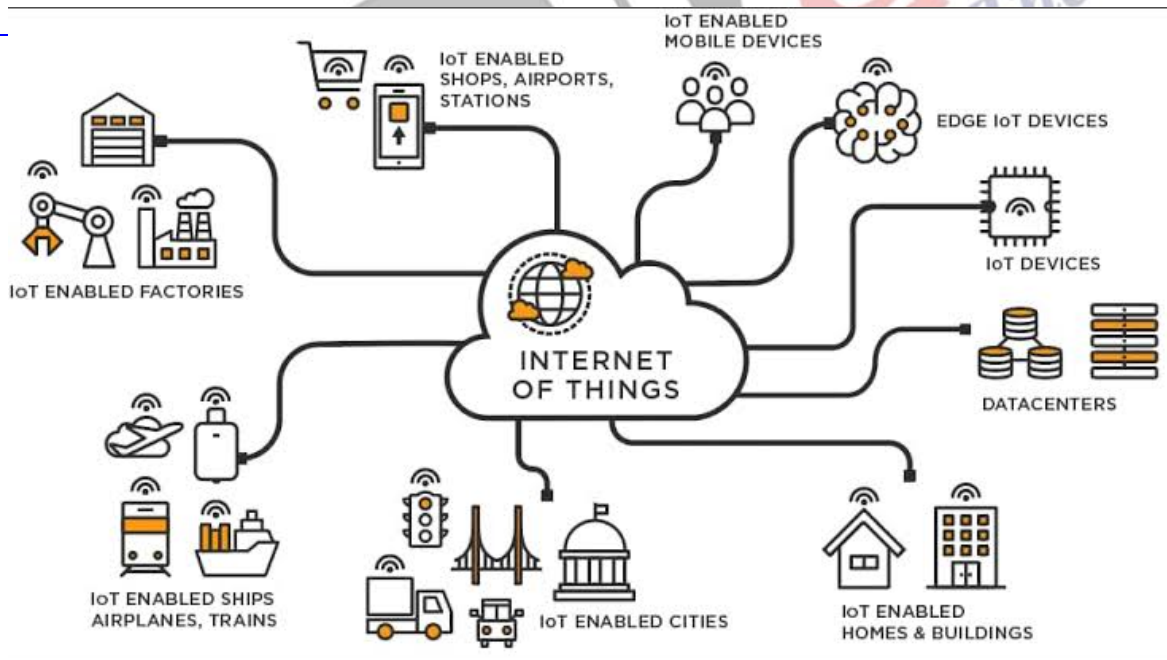 IoT ENABLED
MOBILE DEVICES
IoT ENABLED
SHOPS, AIRPORTS,
STATIONS
EDGE IoT DEVICES
IoT DEVICES
IoT ENABLED FACTORIES
INTERNET
OF THINGS
DATACENTERS
IoT ENABLED SHIPS
AIRPLANES, TRAINS
IoT ENABLED CITIES
IoT ENABLED
HOMES & BUILDINGS